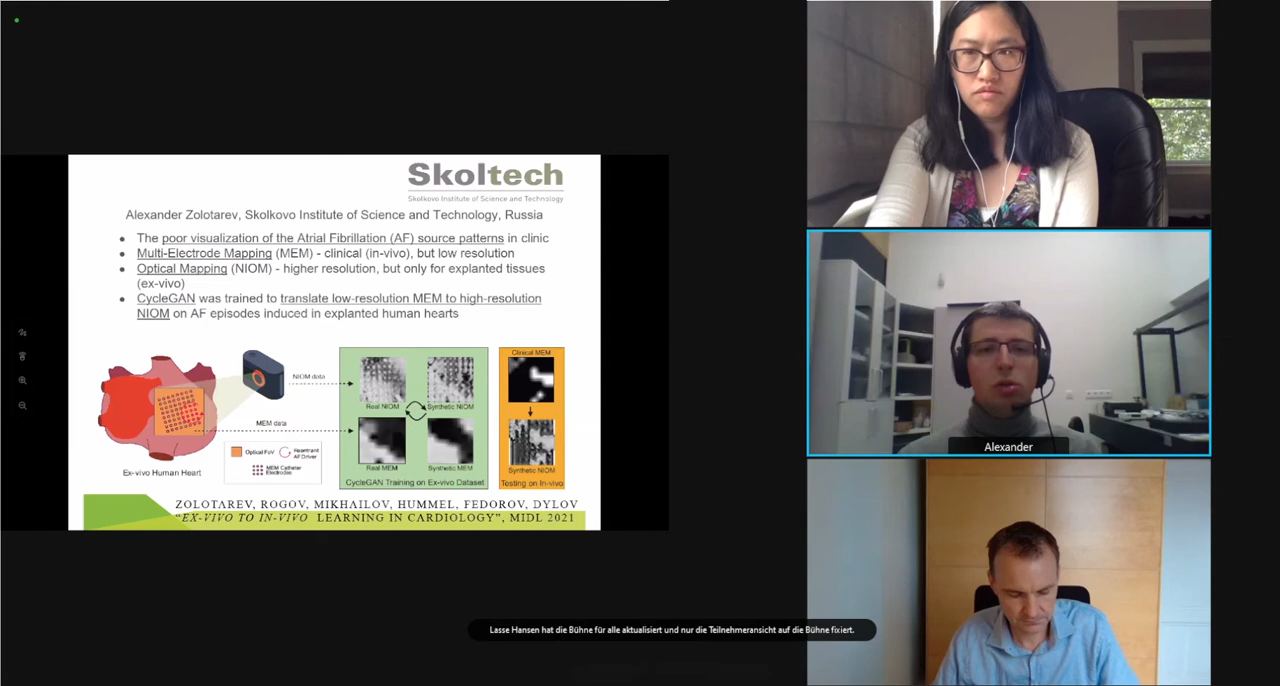 Skoltech
Skolkovo Institute of Science and Technology
Alexander Zolotarev, Skolkovo Institute of Science and Technology, Russia
• The poor visualization of the Atrial Fibrillation (AF) source patterns in clinic
• Multi-Electrode Mapping (MEM) - clinical (in-vivo), but low resolution
• Optical Mapping (NIOM) - higher resolution, but only for explanted tissues
(ex-vivo)
• CycleGAN was trained to translate low-resolution MEM to high-resolution
NIOM on AF episodes induced in explanted human hearts
NIOM data
MEM data
Ex-vivo Human Heart
Optical FoV
Reentrant
AF Driver
MEM Catheter
Electrodes
Real NIOM
Synthetic NIOM
Real MEM
Synthetic MEM
CycleGAN Training on Ex-vivo Dataset
Clinical MEM
Synthetic NIOM
Testing on In-vivo
ZOLOTAREV, ROGOV, MIKHAILOV, HUMMEL, FEDOROV, DYLOV
“EX-VIVO TO IN-VIVO LEARNING IN CARDIOLOGY”, MIDL 2021
Alexander
Lasse Hansen hat die Bühne für alle aktualisiert und nur die Teilnehmeransicht auf die Bühne fixiert.